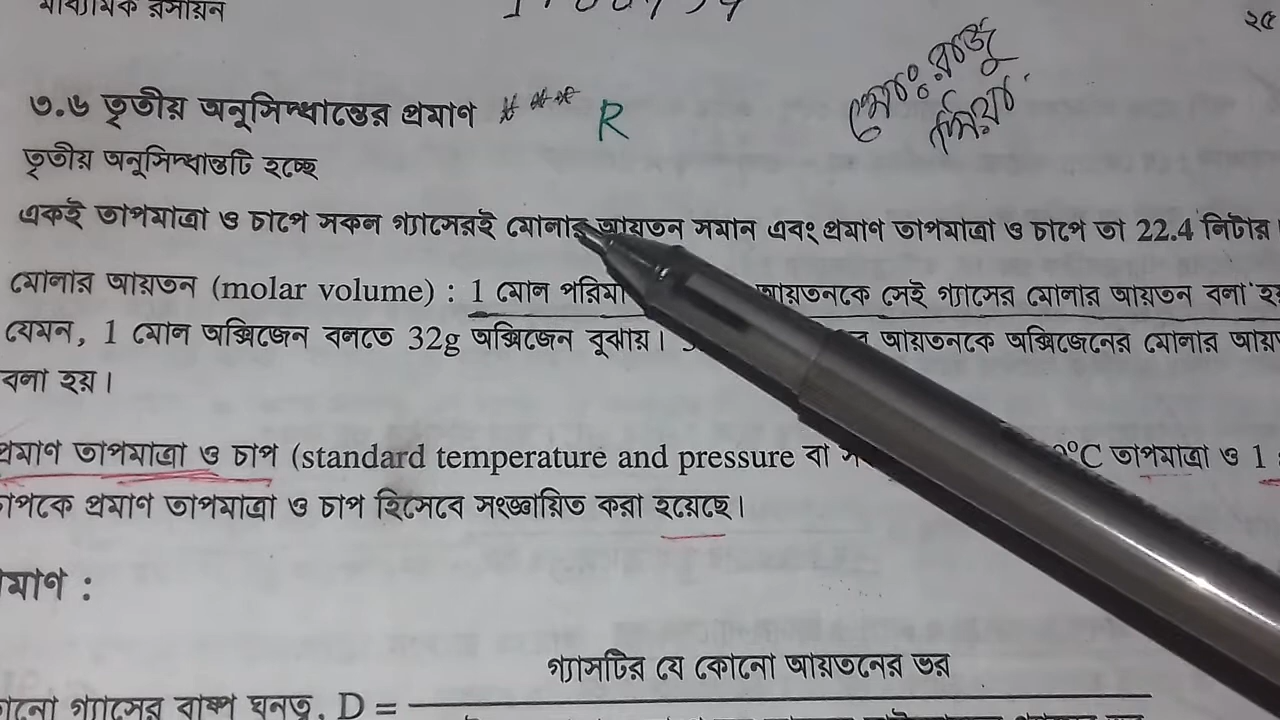 মাধ্যমিক রসায়ন
২৫
মোঃ রাজু মিয়া
৩.৬ তৃতীয় অনুসিদ্ধান্তের প্রমাণ *** R
তৃতীয় অনুসিদ্ধান্তটি হচ্ছে
একই তাপমাত্রা ও চাপে সকল গ্যাসেরই মোলার আয়তন সমান এবং প্রমাণ তাপমাত্রা ও চাপে তা 22.4 লিটার।
মোলার আয়তন (molar volume) : 1 মোল আয়তনকে সেই গ্যাসের মোলার আয়তন বলা
যেমন, 1 মোল অক্সিজেন বলতে 32g অক্সিজেন বুঝায়। আয়তনকে অক্সিজেনের মোলার
বলা হয়।
প্রমাণ তাপমাত্রা ও চাপ (standard temperature and pressure বা °C তাপমাত্রা ও 1
প্রমাণ তাপমাত্রা ও চাপ হিসেবে সংজ্ঞায়িত করা হয়েছে।
গ্যাসটির যে কোনো আয়তনের ভর
গ্যাসের বাষ্প ঘনত্ব, D =